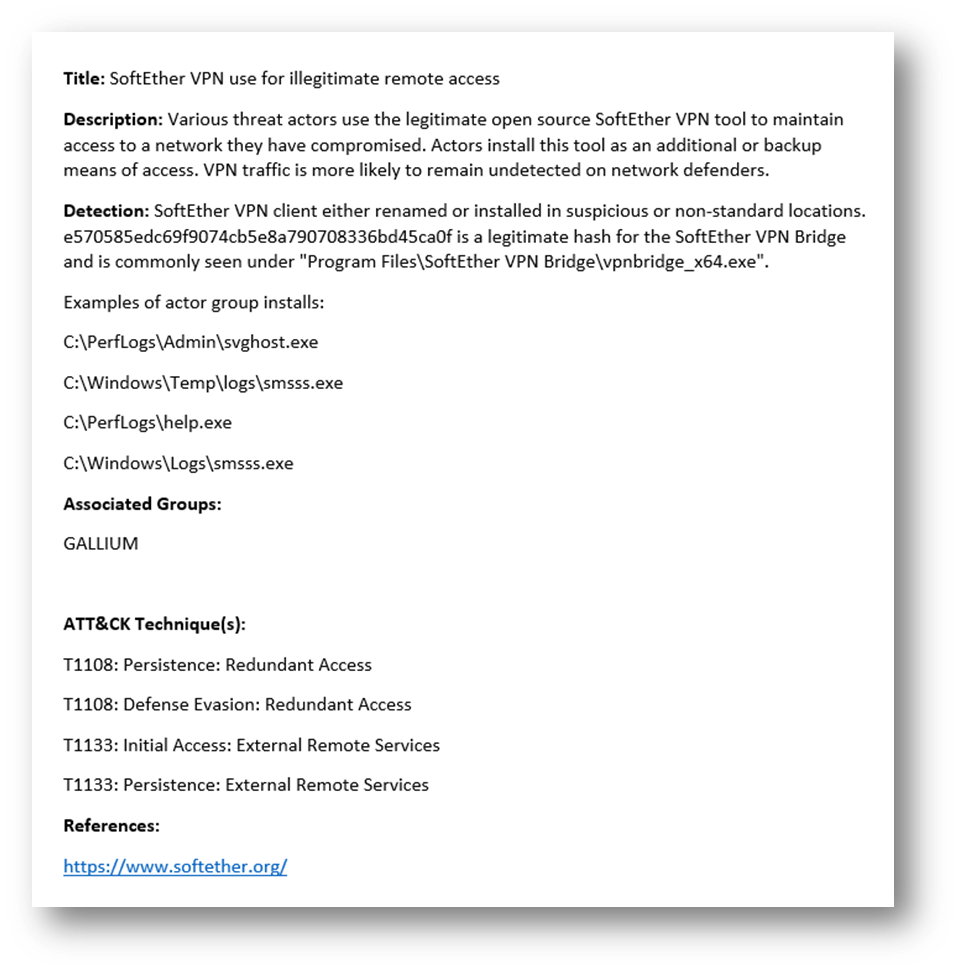 Title: SoftEther VPN use for illegitimate remote access
Description: Various threat actors use the legitimate open source SoftEther VPN tool to maintain
access to a network they have compromised. Actors install this tool as an additional or backup
means of access. VPN traffic is more likely to remain undetected on network defenders.
Detection: SoftEther VPN client either renamed or installed in suspicious or non-standard locations.
e570585edc69f9074cb5e8a790708336bd45ca0f is a legitimate hash for the SoftEther VPN Bridge
and is commonly seen under "Program Files\SoftEther VPN Bridge\vpnbridge_x64.exe".
Examples of actor group installs:
C:\PerfLogs\Admin\svghost.exe
C:\Windows\Temp\logs\smsss.exe
C:\PerfLogs\help.exe
C:\Windows\Logs\smsss.exe
Associated Groups:
GALLIUM
ATT&CK Technique(s):
T1108: Persistence: Redundant Access
T1108: Defense Evasion: Redundant Access
T1133: Initial Access: External Remote Services
T1133: Persistence: External Remote Services
References:
https://www.softether.org/